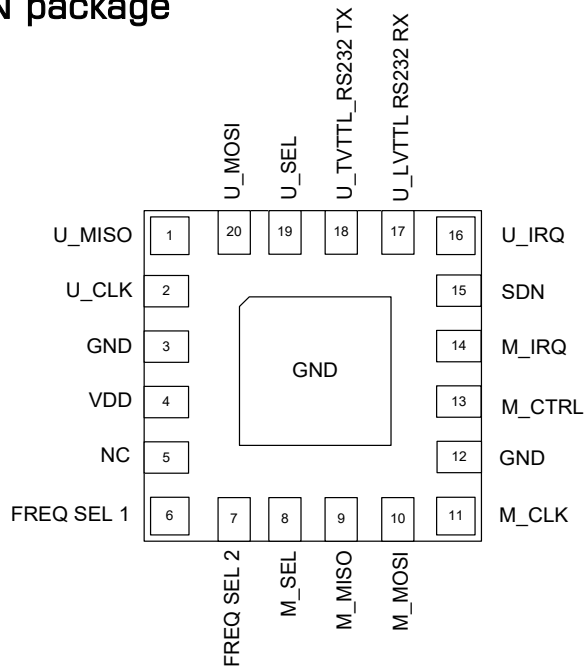 N package
U_MOSI
U_SEL
U_TVTTL_RS232 TX
U_LVTTL RS232 RX
U_MISO 1 20 19 18 17 16 U_IRQ
U_CLK 2 15 SDN
GND 3 14 M_IRQ
GND
VDD 4 13 M_CTRL
NC 5 12 GND
FREQ SEL 1 6 7 8 9 10 11 M_CLK
FREQ SEL 2
M_SEL
M_MISO
M_MOSI